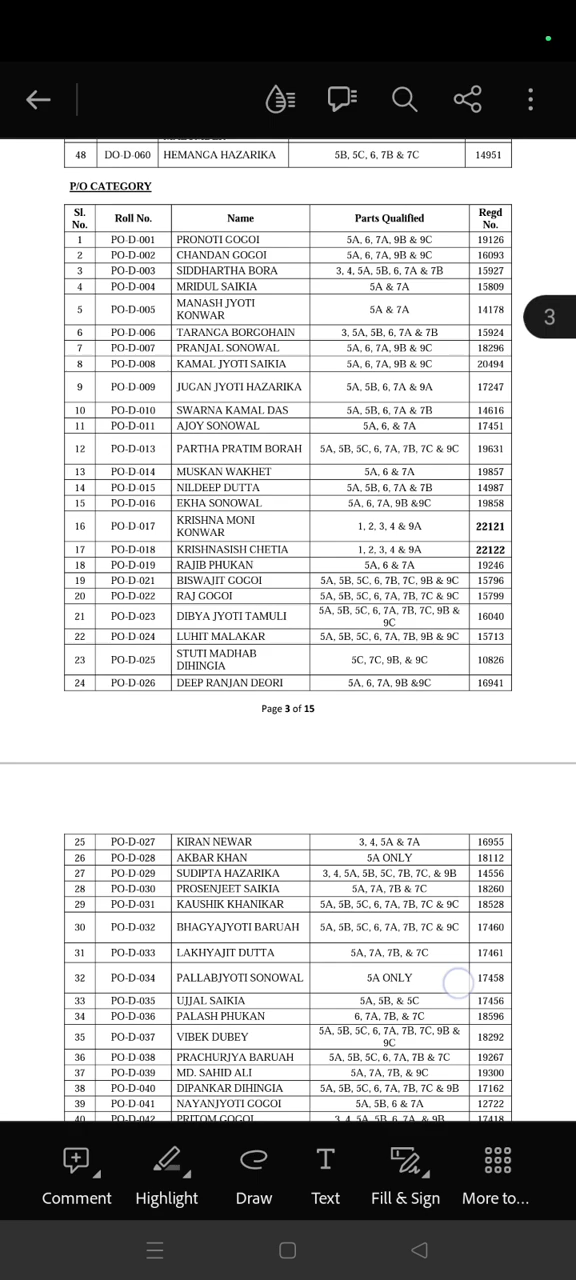 48 DO-D-060 HEMANGA HAZARIKA 5B, 5C, 6, 7B & 7C 14951
P/O CATEGORY
Sl. No. Roll No. Name Parts Qualified Regd No.
1 PO-D-001 PRONOTI GOGOI 5A, 6, 7A, 9B & 9C 19126
2 PO-D-002 CHANDAN GOGOI 5A, 6, 7A, 9B & 9C 16093
3 PO-D-003 SIDDHARTHA BORA 3, 4, 5A, 5B, 6, 7A & 7B 15927
4 PO-D-004 MRIDUL SAIKIA 5A & 7A 15809
5 PO-D-005 MANASH JYOTI KONWAR 5A & 7A 14178
6 PO-D-006 TARANGA BORGOHAIN 3, 5A, 5B, 6, 7A & 7B 15924
7 PO-D-007 PRANJAL SONOWAL 5A, 6, 7A, 9B & 9C 18296
8 PO-D-008 KAMAL JYOTI SAIKIA 5A, 6, 7A, 9B & 9C 20494
9 PO-D-009 JUGAN JYOTI HAZARIKA 5A, 5B, 6, 7A & 9A 17247
10 PO-D-010 SWARNA KAMAL DAS 5A, 5B, 6, 7A & 7B 14616
11 PO-D-011 AJOY SONOWAL 5A, 6, & 7A 17451
12 PO-D-013 PARTHA PRATIM BORAH 5A, 5B, 5C, 6, 7A, 7B, 7C & 9C 19631
13 PO-D-014 MUSKAN WAKHET 5A, 6 & 7A 19857
14 PO-D-015 NILDEEP DUTTA 5A, 5B, 6, 7A & 7B 14987
15 PO-D-016 EKHA SONOWAL 5A, 6, 7A, 9B &9C 19858
16 PO-D-017 KRISHNA MONI KONWAR 1, 2, 3, 4 & 9A 22121
17 PO-D-018 KRISHNASISH CHETIA 1, 2, 3, 4 & 9A 22122
18 PO-D-019 RAJIB PHUKAN 5A, 6 & 7A 19246
19 PO-D-021 BISWAJIT GOGOI 5A, 5B, 5C, 6, 7B, 7C, 9B & 9C 15796
20 PO-D-022 RAJ GOGOI 5A, 5B, 5C, 6, 7A, 7B, 7C & 9C 15799
21 PO-D-023 DIBYA JYOTI TAMULI 5A, 5B, 5C, 6, 7A, 7B, 7C, 9B & 9C 16040
22 PO-D-024 LUHIT MALAKAR 5A, 5B, 5C, 6, 7A, 7B, 9B & 9C 15713
23 PO-D-025 STUTI MADHAB DIHINGIA 5C, 7C, 9B, & 9C 10826
24 PO-D-026 DEEP RANJAN DEORI 5A, 6, 7A, 9B &9C 16941
3
Page 3 of 15
25 PO-D-027 KIRAN NEWAR 3, 4, 5A & 7A 16955
26 PO-D-028 AKBAR KHAN 5A ONLY 18112
27 PO-D-029 SUDIPTA HAZARIKA 3, 4, 5A, 5B, 5C, 7B, 7C, & 9B 14556
28 PO-D-030 PROSENJEET SAIKIA 5A, 7A, 7B & 7C 18260
29 PO-D-031 KAUSHIK KHANIKAR 5A, 5B, 5C, 6, 7A, 7B, 7C & 9C 18528
30 PO-D-032 BHAGYAJYOTI BARUAH 5A, 5B, 5C, 6, 7A, 7B, 7C & 9C 17460
31 PO-D-033 LAKHYAJIT DUTTA 5A, 7A, 7B, & 7C 17461
32 PO-D-034 PALLABJYOTI SONOWAL 5A ONLY 17458
33 PO-D-035 UJJAL SAIKIA 5A, 5B, & 5C 17456
34 PO-D-036 PALASH PHUKAN 6, 7A, 7B, & 7C 18596
35 PO-D-037 VIBEK DUBEY 5A, 5B, 5C, 6, 7A, 7B, 7C, 9B & 9C 18292
36 PO-D-038 PRACHURJYA BARUAH 5A, 5B, 5C, 6, 7A, 7B & 7C 19267
37 PO-D-039 MD. SAHID ALI 5A, 7A, 7B, & 9C 19300
38 PO-D-040 DIPANKAR DIHINGIA 5A, 5B, 5C, 6, 7A, 7B, 7C & 9B 17162
39 PO-D-041 NAYANJYOTI GOGOI 5A, 5B, 6 & 7A 12722
40 PO-D-042 PRITOM GOGOI 3, 4, 5A, 5B, 6, 7A, & 9B 17418
Comment Highlight Draw Text Fill & Sign More to...